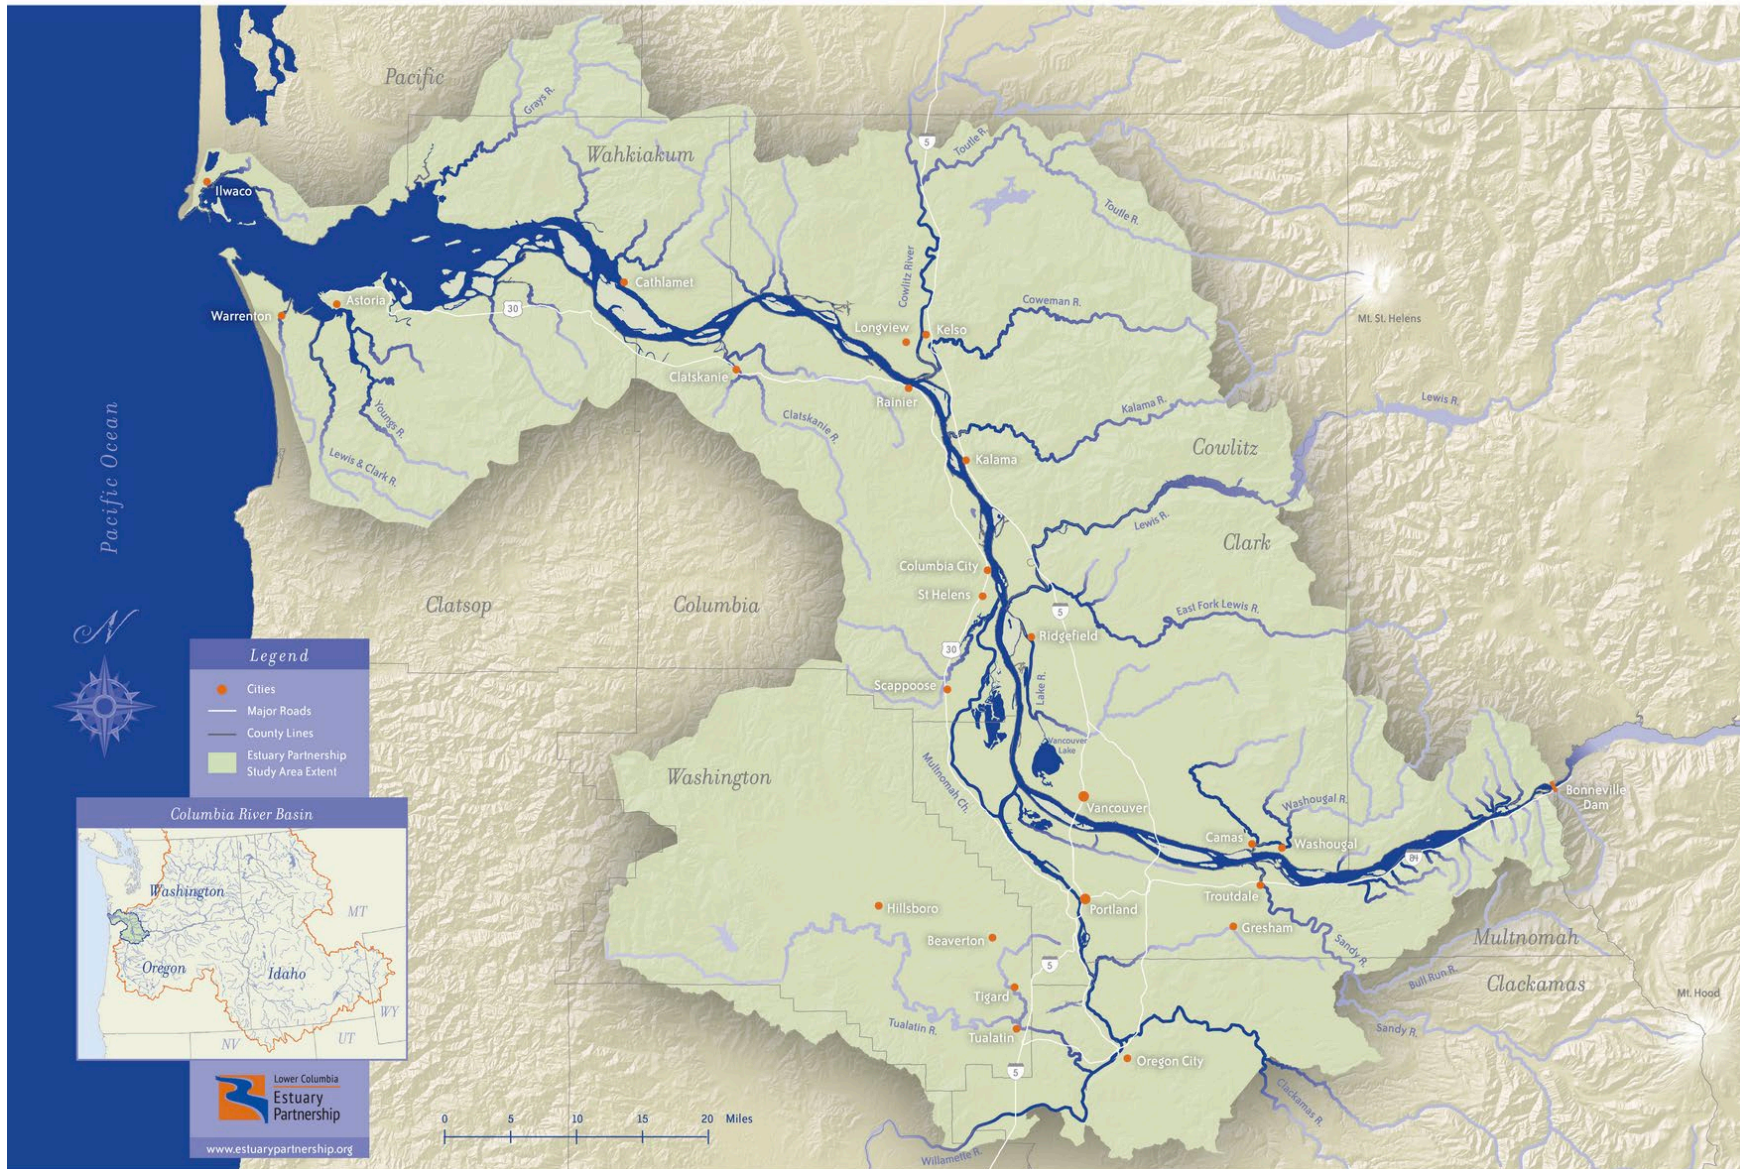 Pacific
Grays R.
Wahkiakum
5
Toutle R.
Ilwaco
Toutle R.
Cowlitz River
Cathlamet
Astoria
Warrenton
30
Coweman R.
Longview
Kelso
Mt. St. Helens
Clatskanie
Rainier
Clatskanie R.
Kalama R.
Lewis R.
Youngs R.
Lewis & Clark R.
Cowlitz
Kalama
Pacific Ocean
Lewis R.
Clark
Columbia City
St Helens
Clatsop
Columbia
5
East Fork Lewis R.
Ridgefield
30
Scappoose
Lake R.
N
Legend
Cities
Major Roads
County Lines
Estuary Partnership
Study Area Extent
Vancouver
Lake
Washington
Multnomah Ch.
Vancouver
Washougal R.
Bonneville
Dam
Camas
Washougal
84
Troutdale
Portland
Hillsboro
Gresham
Beaverton
Sandy R.
Multnomah
5
Bull Run R.
Clackamas
Tigard
Mt. Hood
Tualatin R.
Tualatin
Sandy R.
Oregon City
5
Clackamas R.
Willamette R.
Columbia River Basin
Washington
MT
Oregon
Idaho
WY
NV
UT
Lower Columbia
Estuary
Partnership
www.estuarypartnership.org
0 5 10 15 20 Miles